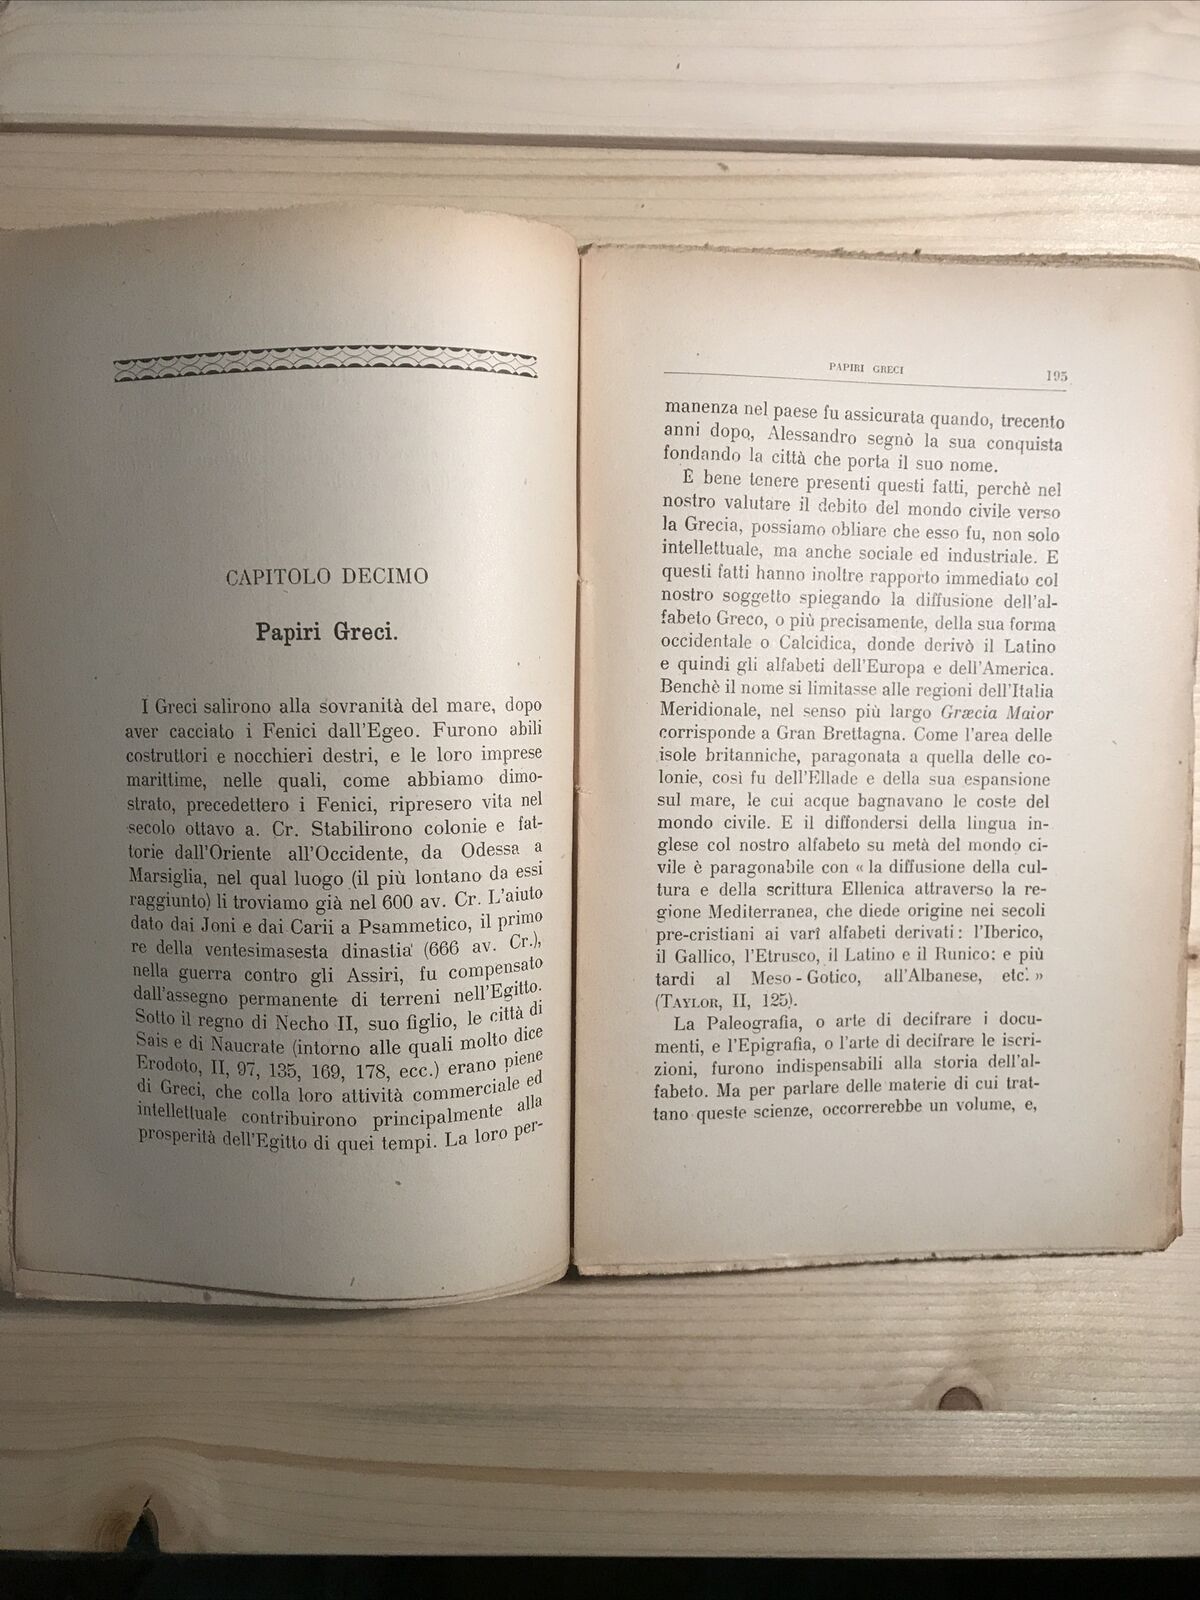 CAPITOLO DECIMO
Papiri Greci.
I Greci salirono alla sovranità del mare, dopo
aver cacciato i Fenici dall'Egeo. Furono abili
costruttori e nocchieri destri, e le loro imprese
marittime, nelle quali, come abbiamo dimo-
strato, precedettero i Fenici, ripresero vita nel
secolo ottavo a. Cr. Stabilirono colonie e fat-
torie dall'Oriente all'Occidente, da Odessa a
Marsiglia, nel qual luogo (il più lontano da essi
raggiunto) li troviamo già nel 600 av. Cr. L'aiuto
dato dai Joni e dai Carii a Psammetico, il primo
re della ventesimasesta dinastia (666 av. Cr.),
nella guerra contro gli Assiri, fu compensato
dall'assegno permanente di terreni nell'Egitto.
Sotto il regno di Necho II, suo figlio, le città di
Sais e di Naucrate (intorno alle quali molto dice
Erodoto, II, 97, 135, 169, 178, ecc.) erano piene
di Greci, che colla loro attività commerciale ed
intellettuale contribuirono principalmente alla
prosperità dell'Egitto di quei tempi. La loro per-
PAPIRI GRECI 195
manenza nel paese fu assicurata quando, trecento
anni dopo, Alessandro segnò la sua conquista
fondando la città che porta il suo nome.
È bene tenere presenti questi fatti, perchè nel
nostro valutare il debito del mondo civile verso
la Grecia, possiamo obliare che esso fu, non solo
intellettuale, ma anche sociale ed industriale. E
questi fatti hanno inoltre rapporto immediato col
nostro soggetto spiegando la diffusione dell'al-
fabeto Greco, o più precisamente, della sua forma
occidentale o Calcidica, donde derivò il Latino
e quindi gli alfabeti dell'Europa e dell'America.
Benchè il nome si limitasse alle regioni dell'Italia
Meridionale, nel senso più largo Græcia Maior
corrisponde a Gran Brettagna. Come l'area delle
isole britanniche, paragonata a quella delle co-
lonie, così fu dell'Ellade e della sua espansione
sul mare, le cui acque bagnavano le coste del
mondo civile. E il diffondersi della lingua in-
glese col nostro alfabeto su metà del mondo ci-
vile è paragonabile con « la diffusione della cul-
tura e della scrittura Ellenica attraverso la re-
gione Mediterranea, che diede origine nei secoli
pre-cristiani ai varî alfabeti derivati: l'Iberico,
il Gallico, l'Etrusco, il Latino e il Runico: e più
tardi al Meso-Gotico, all'Albanese, etc. »
(TAYLOR, II, 125).
La Paleografia, o arte di decifrare i docu-
menti, e l'Epigrafia, o l'arte di decifrare le iscri-
zioni, furono indispensabili alla storia dell'al-
fabeto. Ma per parlare delle materie di cui trat-
tano queste scienze, occorrerebbe un volume, e,